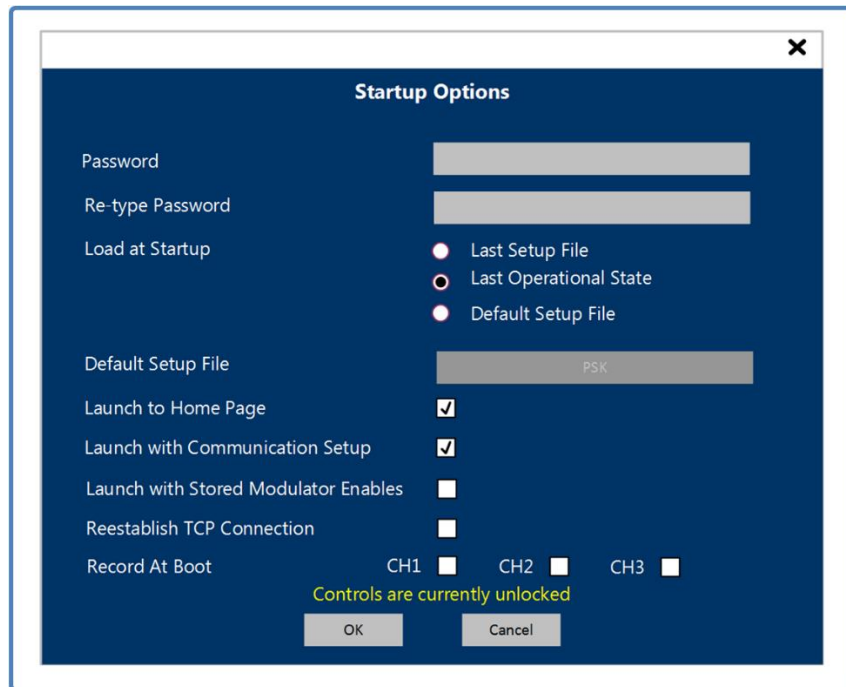 Startup Options
Password
Re-type Password
Load at Startup
Last Setup File
Last Operational State
Default Setup File
Default Setup File
PSK
Launch to Home Page
Launch with Communication Setup
Launch with Stored Modulator Enables
Reestablish TCP Connection
Record At Boot CH1 CH2 CH3
Controls are currently unlocked
OK Cancel